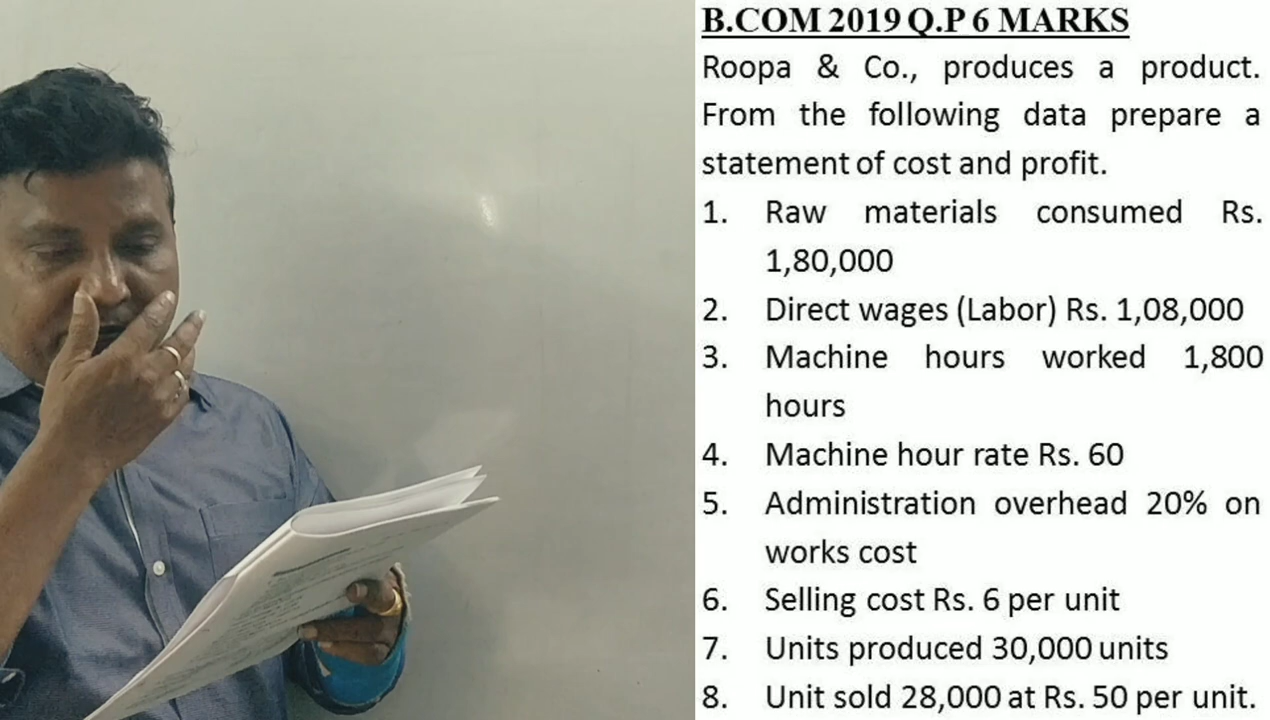 B.COM 2019 Q.P 6 MARKS
Roopa & Co., produces a product.
From the following data prepare a
statement of cost and profit.
1. Raw materials consumed Rs.
1,80,000
2. Direct wages (Labor) Rs. 1,08,000
3. Machine hours worked 1,800
hours
4. Machine hour rate Rs. 60
5. Administration overhead 20% on
works cost
6. Selling cost Rs. 6 per unit
7. Units produced 30,000 units
8. Unit sold 28,000 at Rs. 50 per unit.